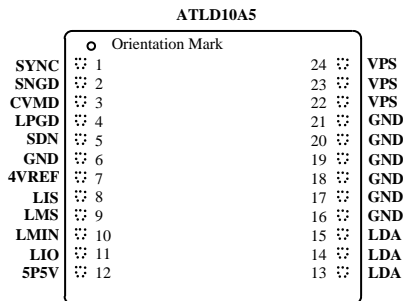 ATLD10A5
Orientation Mark
SYNC 1 24 VPS
SNGD 2 23 VPS
CVMD 3 22 VPS
LPGD 4 21 GND
SDN 5 20 GND
GND 6 19 GND
4VREF 7 18 GND
LIS 8 17 GND
LMS 9 16 GND
LMIN 10 15 LDA
LIO 11 14 LDA
5P5V 12 13 LDA